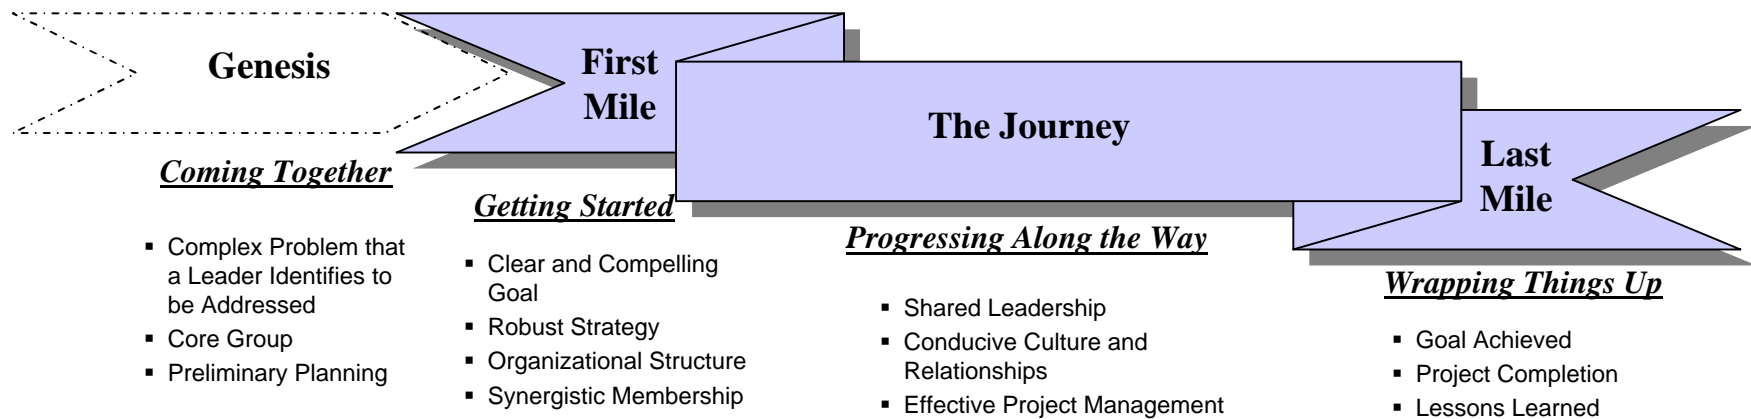 Genesis
First
Mile
The Journey
Last
Mile
Coming Together
▪ Complex Problem that
a Leader Identifies to
be Addressed
▪ Core Group
▪ Preliminary Planning
Getting Started
▪ Clear and Compelling
Goal
▪ Robust Strategy
▪ Organizational Structure
▪ Synergistic Membership
Progressing Along the Way
▪ Shared Leadership
▪ Conducive Culture and
Relationships
▪ Effective Project Management
Wrapping Things Up
▪ Goal Achieved
▪ Project Completion
▪ Lessons Learned